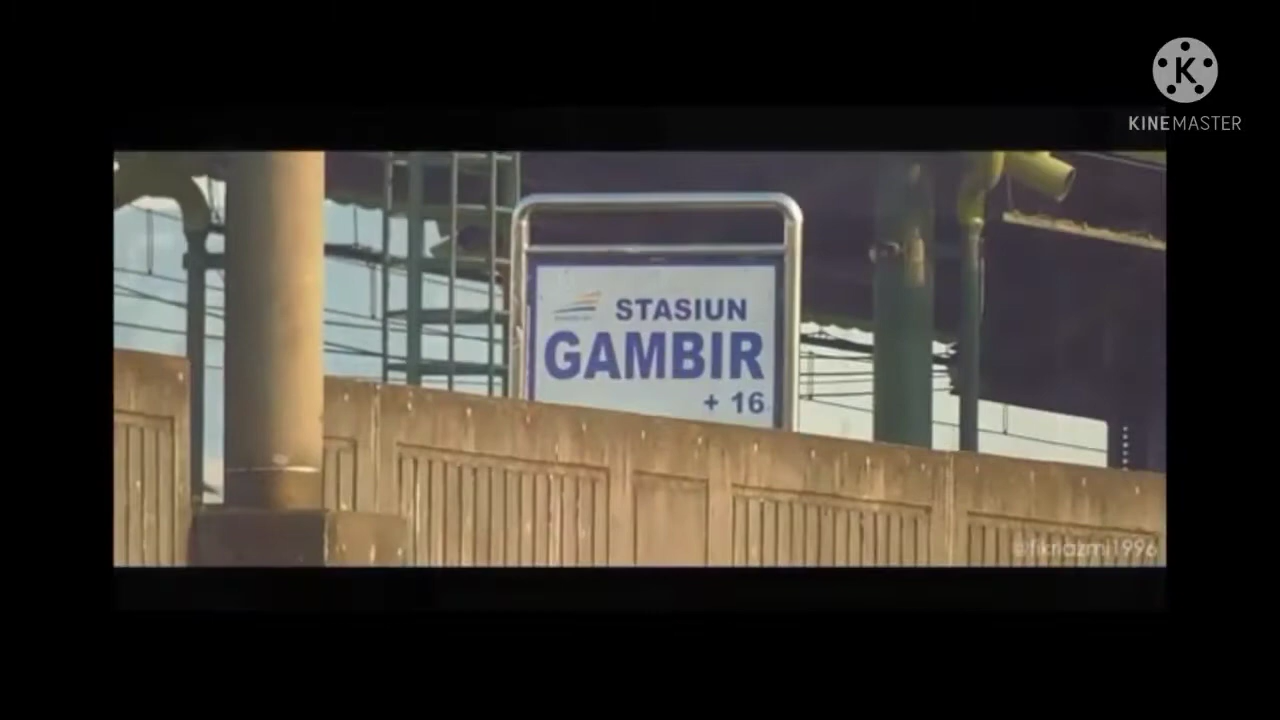 K
KINEMASTER
STASIUN
GAMBIR
+ 16
@fikriazmi1996